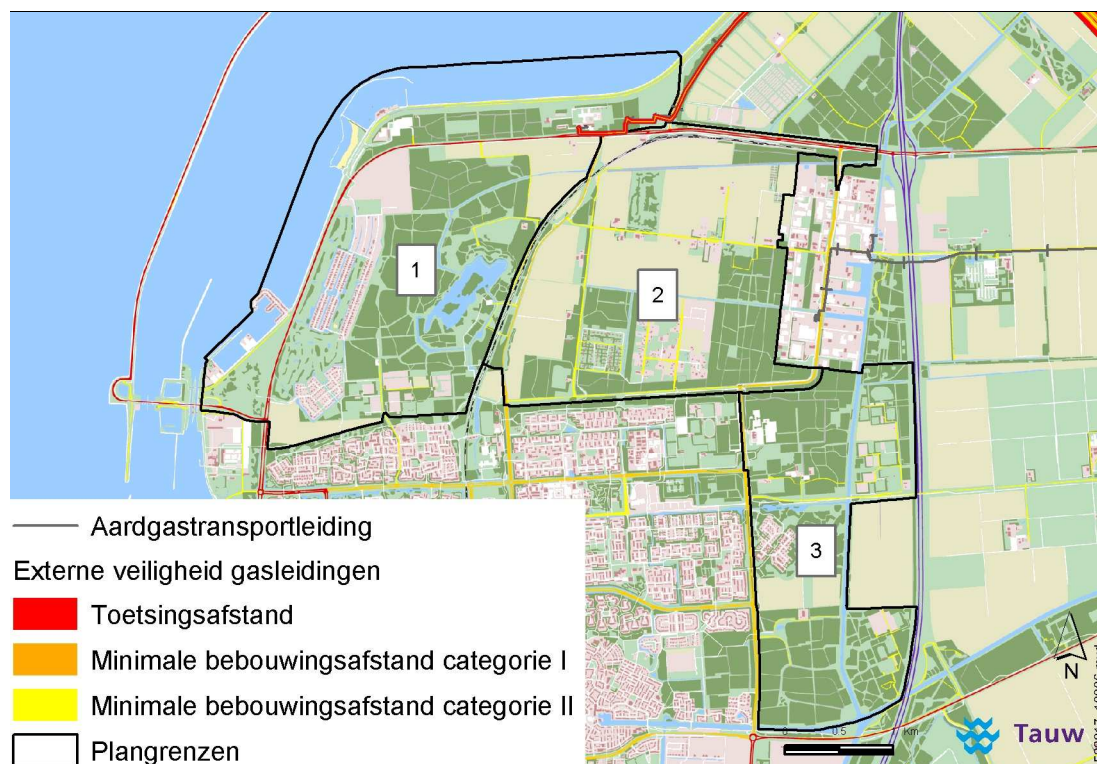 1
2
3
Aardgastransportleiding
Externe veiligheid gasleidingen
Toetsingsafstand
Minimale bebouwingsafstand categorie I
Minimale bebouwingsafstand categorie II
Plangrenzen
N
0 0.5 1 Km
Tauw